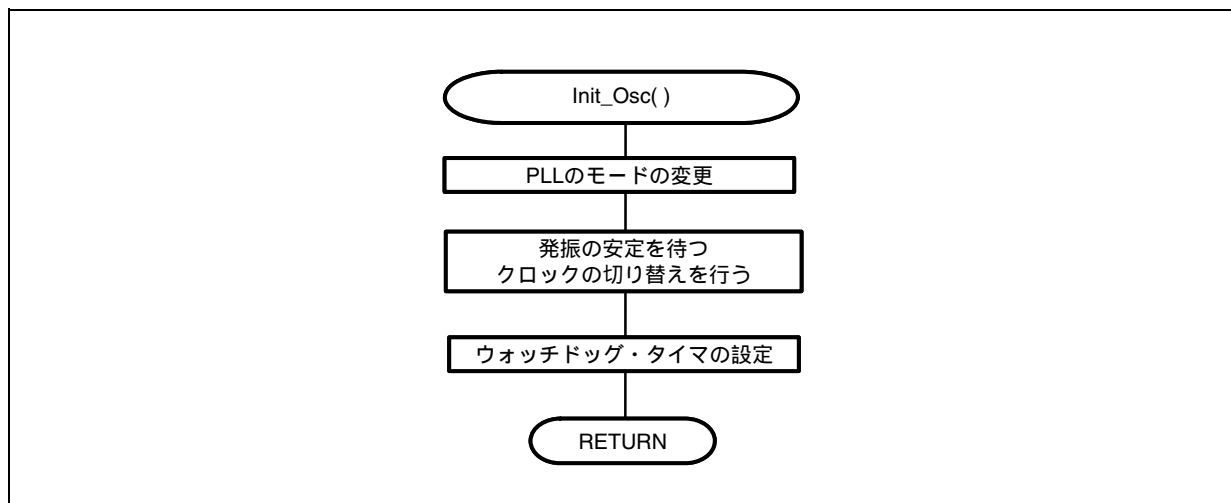 Init_Osc( )
PLLのモードの変更
発振の安定を待つ
クロックの切り替えを行う
ウォッチドッグ・タイマの設定
RETURN